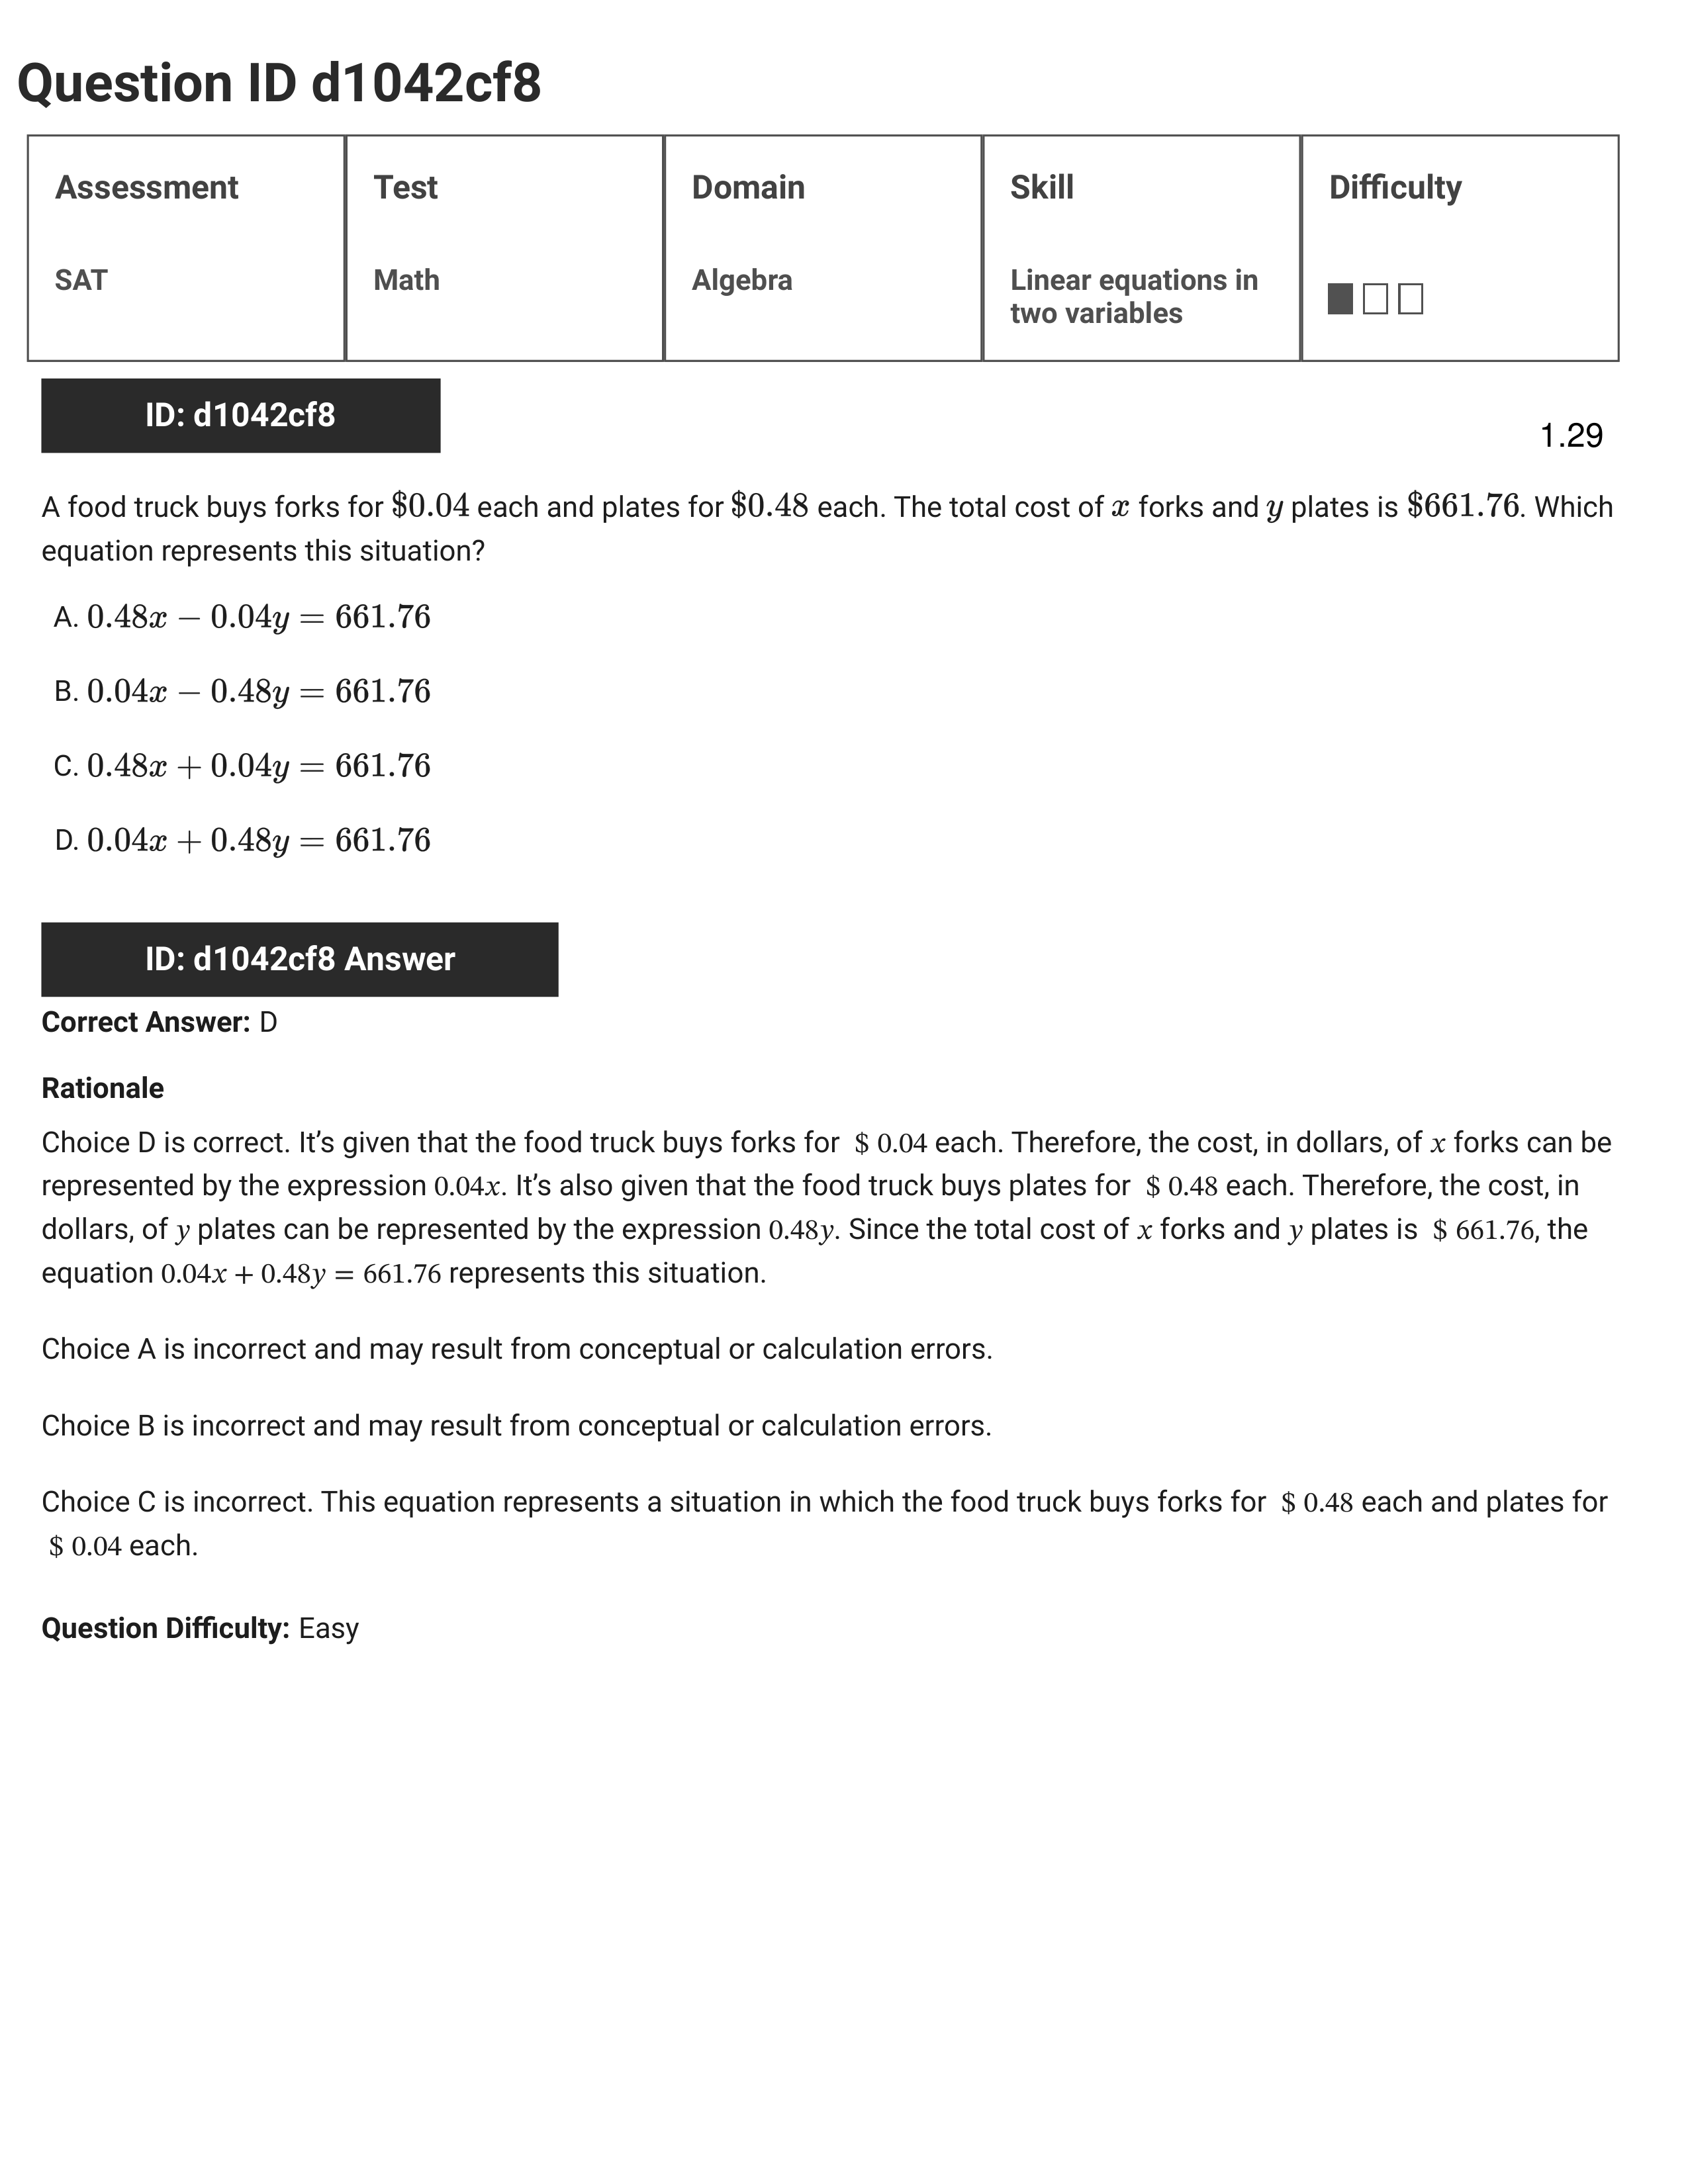 Question ID d1042cf8
Assessment Test Domain Skill Difficulty
SAT Math Algebra Linear equations in
two variables
ID: d1042cf8
1.29
A food truck buys forks for $0.04 each and plates for $0.48 each. The total cost of x forks and y plates is $661.76. Which
equation represents this situation?
A. 0.48x − 0.04y = 661.76
B. 0.04x − 0.48y = 661.76
C. 0.48x + 0.04y = 661.76
D. 0.04x + 0.48y = 661.76
ID: d1042cf8 Answer
Correct Answer: D
Rationale
Choice D is correct. It’s given that the food truck buys forks for $ 0.04 each. Therefore, the cost, in dollars, of x forks can be
represented by the expression 0.04x. It’s also given that the food truck buys plates for $ 0.48 each. Therefore, the cost, in
dollars, of y plates can be represented by the expression 0.48y. Since the total cost of x forks and y plates is $ 661.76, the
equation 0.04x + 0.48y = 661.76 represents this situation.
Choice A is incorrect and may result from conceptual or calculation errors.
Choice B is incorrect and may result from conceptual or calculation errors.
Choice C is incorrect. This equation represents a situation in which the food truck buys forks for $ 0.48 each and plates for
$ 0.04 each.
Question Difficulty: Easy